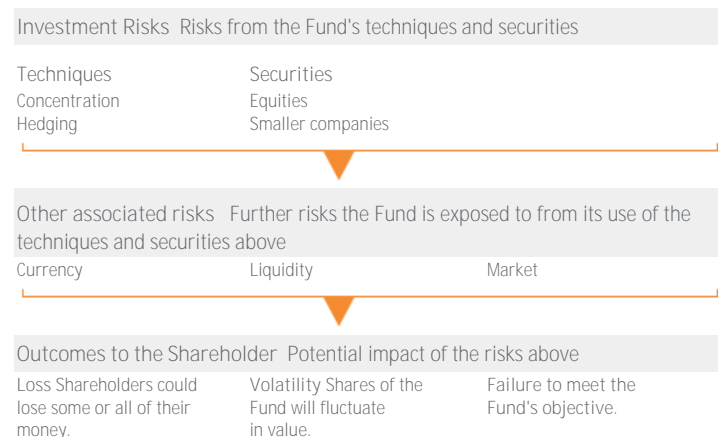 Investment Risks Risks from the Fund's techniques and securities
Techniques
Concentration
Hedging
Securities
Equities
Smaller companies
Other associated risks Further risks the Fund is exposed to from its use of the
techniques and securities above
Currency
Liquidity
Market
Outcomes to the Shareholder Potential impact of the risks above
Loss Shareholders could
lose some or all of their
money.
Volatility Shares of the
Fund will fluctuate
in value.
Failure to meet the
Fund's objective.